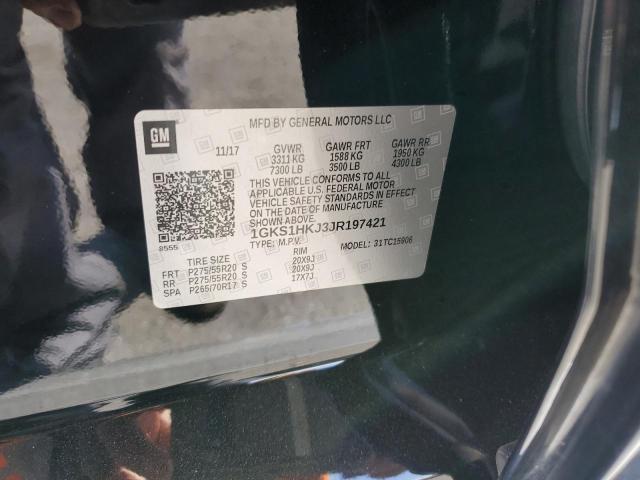 GM
MFD BY GENERAL MOTORS LLC
11/17 GVWR GAWR FRT GAWR RR
3311 KG 1588 KG 1950 KG
7300 LB 3500 LB 4300 LB
THIS VEHICLE CONFORMS TO ALL
APPLICABLE U.S. FEDERAL MOTOR
VEHICLE SAFETY STANDARDS IN
EFFECT ON THE DATE OF MANUFACTURE
SHOWN ABOVE.
1GKS1HKJ3JR197421
8555 TYPE: M.P.V. MODEL: 31TC15906
TIRE SIZE RIM
FRT P275/55R20 S 20X9J
RR P275/55R20 S 20X9J
SPA P265/70R17 S 17X7J